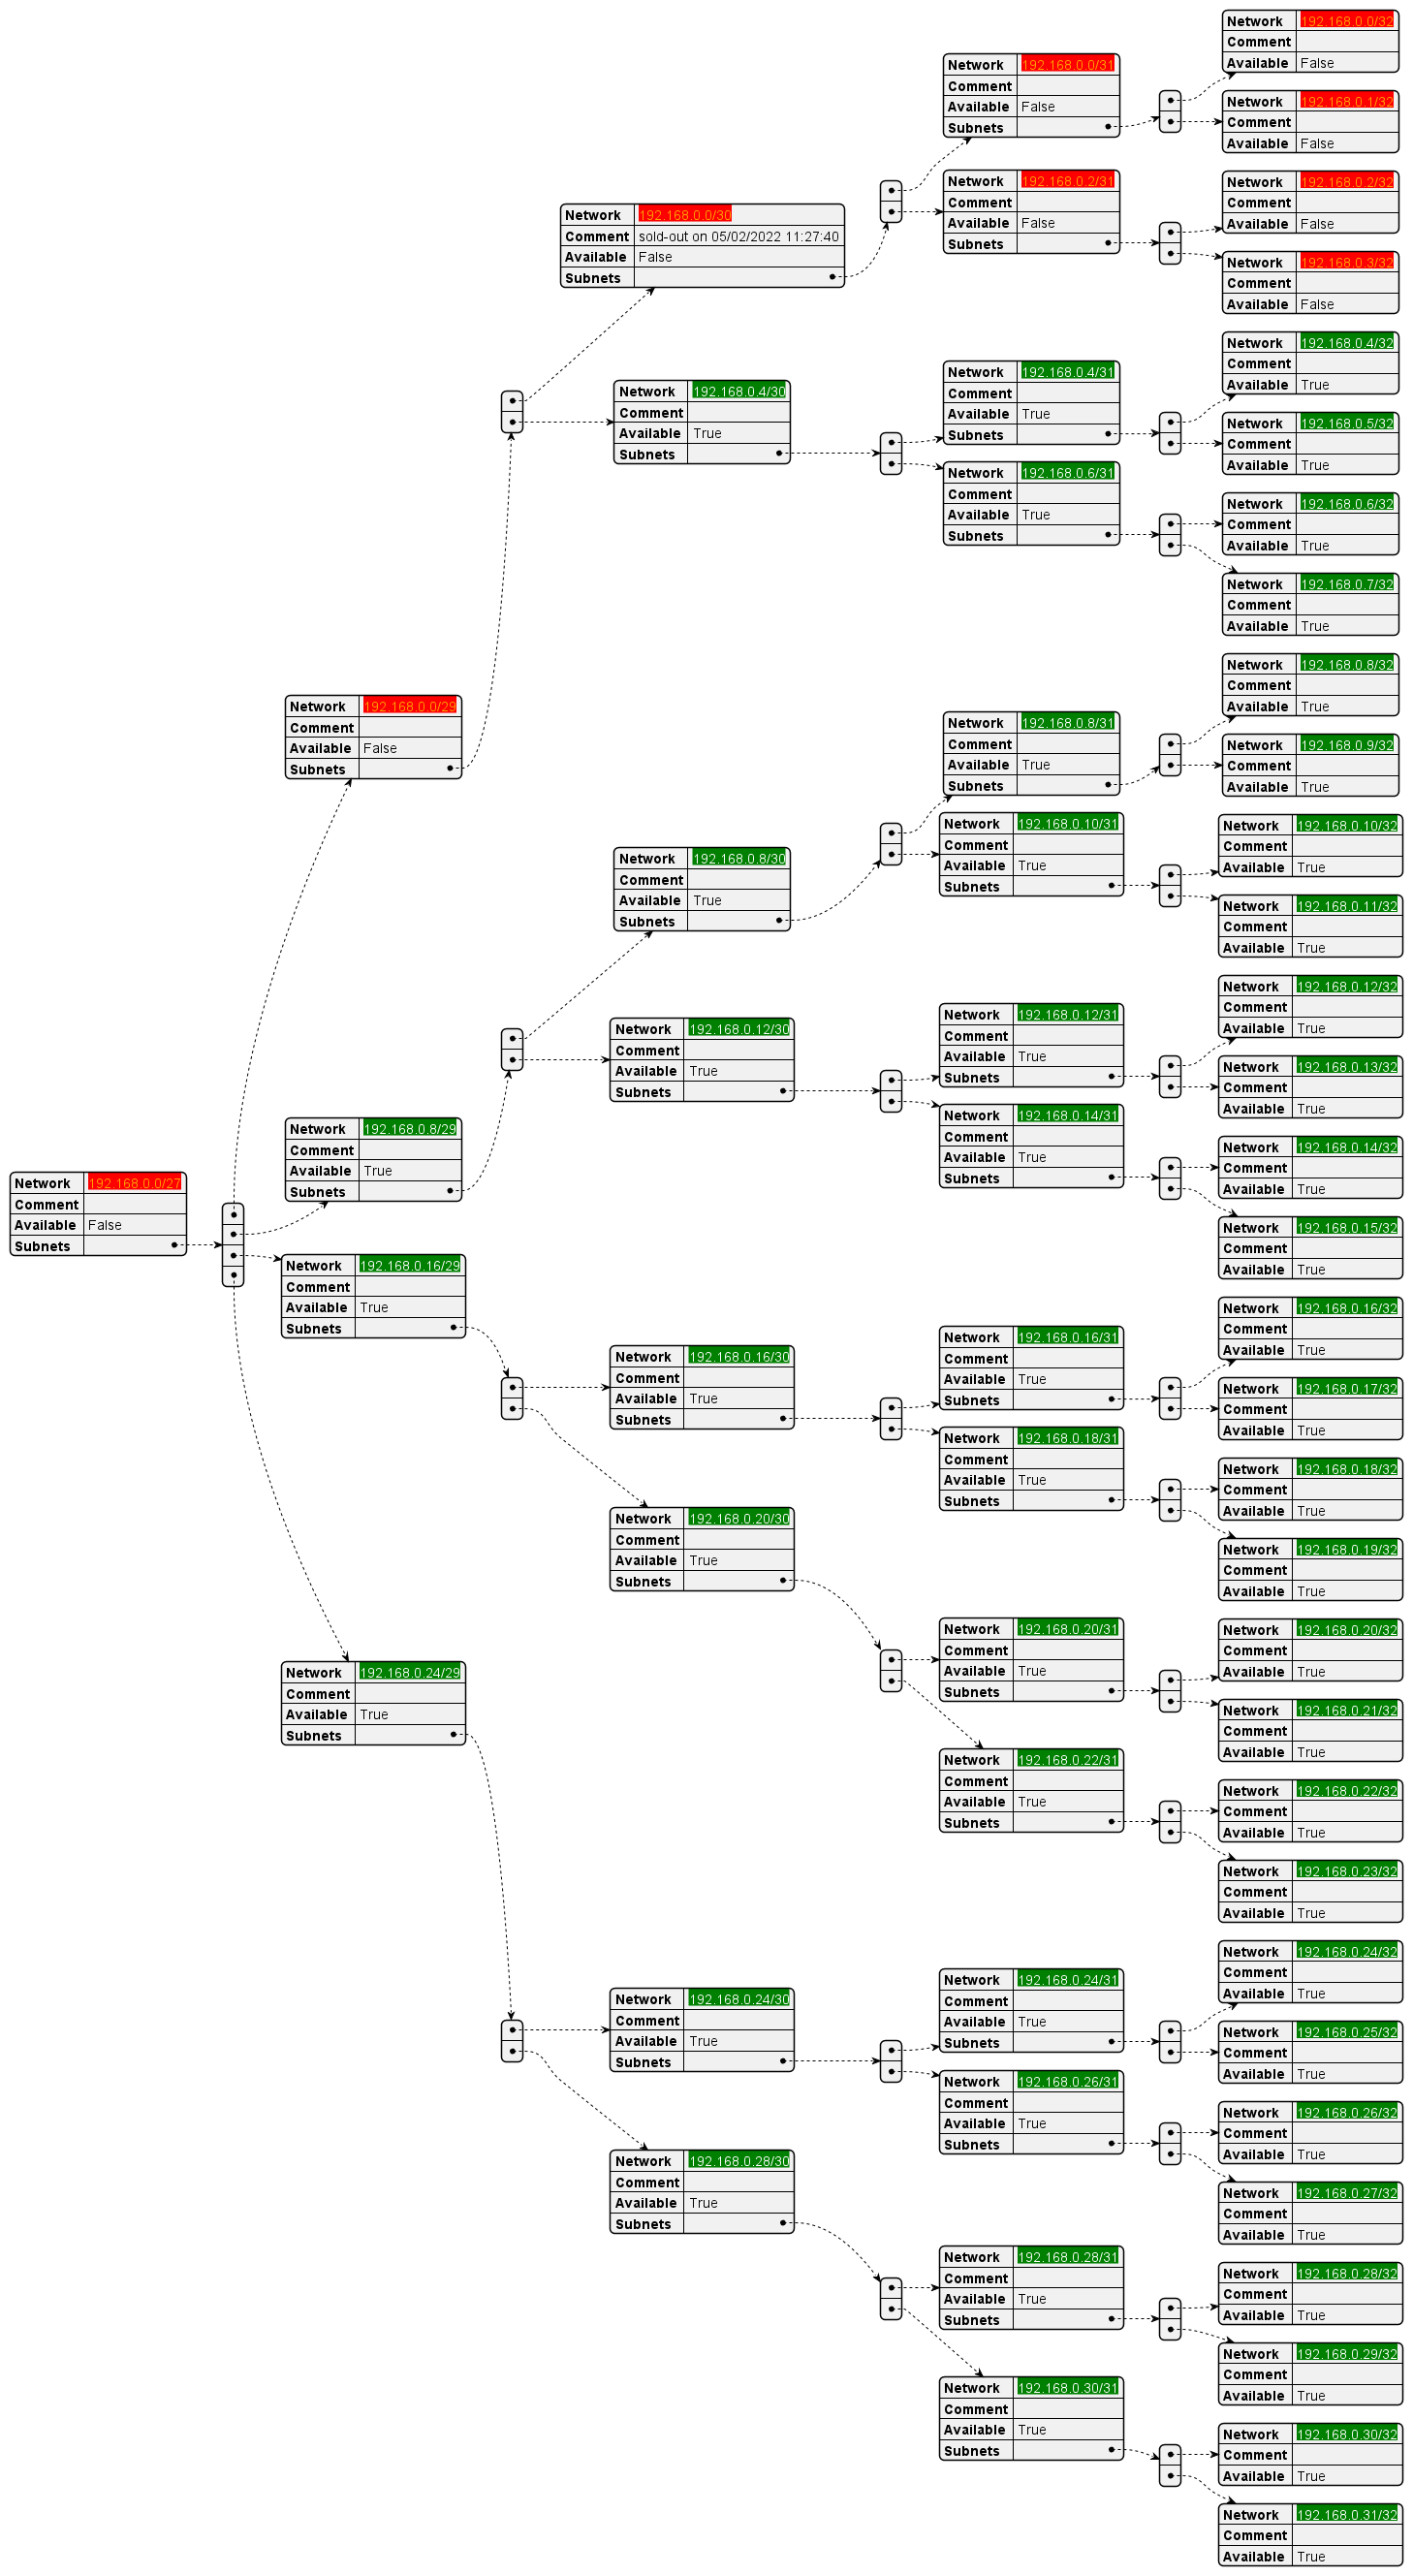 Network 192.168.0.0/27
Comment
Available False
Subnets
Network 192.168.0.0/29
Comment
Available False
Subnets
Network 192.168.0.8/29
Comment
Available True
Subnets
Network 192.168.0.16/29
Comment
Available True
Subnets
Network 192.168.0.24/29
Comment
Available True
Subnets
Network 192.168.0.0/30
Comment sold-out on 05/02/2022 11:27:40
Available False
Subnets
Network 192.168.0.4/30
Comment
Available True
Subnets
Network 192.168.0.8/30
Comment
Available True
Subnets
Network 192.168.0.12/30
Comment
Available True
Subnets
Network 192.168.0.16/30
Comment
Available True
Subnets
Network 192.168.0.20/30
Comment
Available True
Subnets
Network 192.168.0.24/30
Comment
Available True
Subnets
Network 192.168.0.28/30
Comment
Available True
Subnets
Network 192.168.0.0/31
Comment
Available False
Subnets
Network 192.168.0.2/31
Comment
Available False
Subnets
Network 192.168.0.4/31
Comment
Available True
Subnets
Network 192.168.0.6/31
Comment
Available True
Subnets
Network 192.168.0.8/31
Comment
Available True
Subnets
Network 192.168.0.10/31
Comment
Available True
Subnets
Network 192.168.0.12/31
Comment
Available True
Subnets
Network 192.168.0.14/31
Comment
Available True
Subnets
Network 192.168.0.16/31
Comment
Available True
Subnets
Network 192.168.0.18/31
Comment
Available True
Subnets
Network 192.168.0.20/31
Comment
Available True
Subnets
Network 192.168.0.22/31
Comment
Available True
Subnets
Network 192.168.0.24/31
Comment
Available True
Subnets
Network 192.168.0.26/31
Comment
Available True
Subnets
Network 192.168.0.28/31
Comment
Available True
Subnets
Network 192.168.0.30/31
Comment
Available True
Subnets
Network 192.168.0.0/32
Comment
Available False
Network 192.168.0.1/32
Comment
Available False
Network 192.168.0.2/32
Comment
Available False
Network 192.168.0.3/32
Comment
Available False
Network 192.168.0.4/32
Comment
Available True
Network 192.168.0.5/32
Comment
Available True
Network 192.168.0.6/32
Comment
Available True
Network 192.168.0.7/32
Comment
Available True
Network 192.168.0.8/32
Comment
Available True
Network 192.168.0.9/32
Comment
Available True
Network 192.168.0.10/32
Comment
Available True
Network 192.168.0.11/32
Comment
Available True
Network 192.168.0.12/32
Comment
Available True
Network 192.168.0.13/32
Comment
Available True
Network 192.168.0.14/32
Comment
Available True
Network 192.168.0.15/32
Comment
Available True
Network 192.168.0.16/32
Comment
Available True
Network 192.168.0.17/32
Comment
Available True
Network 192.168.0.18/32
Comment
Available True
Network 192.168.0.19/32
Comment
Available True
Network 192.168.0.20/32
Comment
Available True
Network 192.168.0.21/32
Comment
Available True
Network 192.168.0.22/32
Comment
Available True
Network 192.168.0.23/32
Comment
Available True
Network 192.168.0.24/32
Comment
Available True
Network 192.168.0.25/32
Comment
Available True
Network 192.168.0.26/32
Comment
Available True
Network 192.168.0.27/32
Comment
Available True
Network 192.168.0.28/32
Comment
Available True
Network 192.168.0.29/32
Comment
Available True
Network 192.168.0.30/32
Comment
Available True
Network 192.168.0.31/32
Comment
Available True